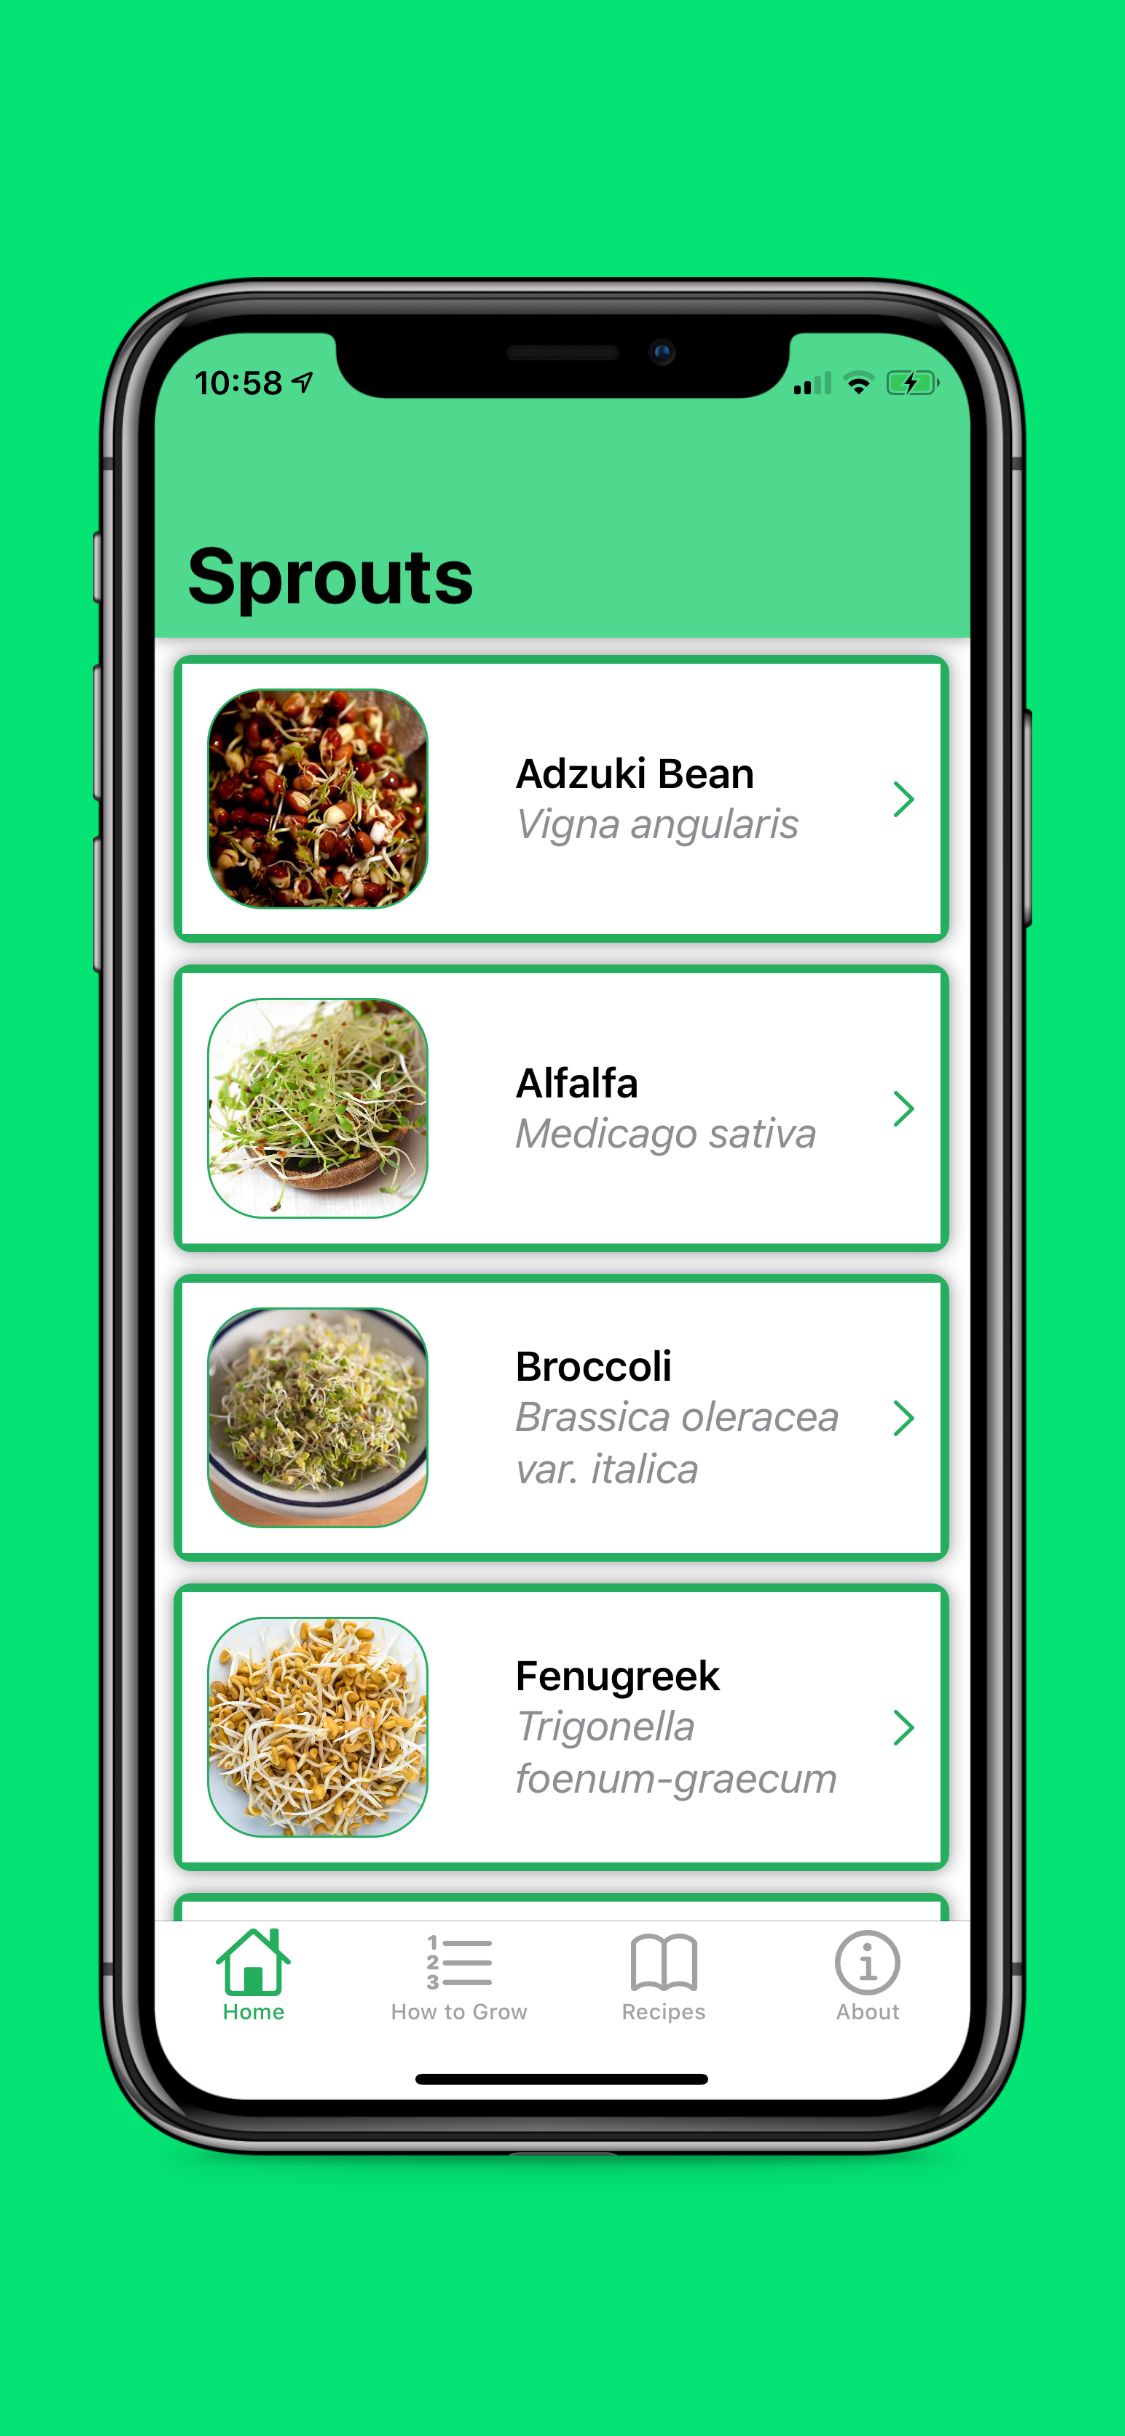 10:58
Sprouts
Adzuki Bean
Vigna angularis
Alfalfa
Medicago sativa
Broccoli
Brassica oleracea
var. italica
Fenugreek
Trigonella
foenum-graecum
1
2
3
Home
How to Grow
Recipes
About